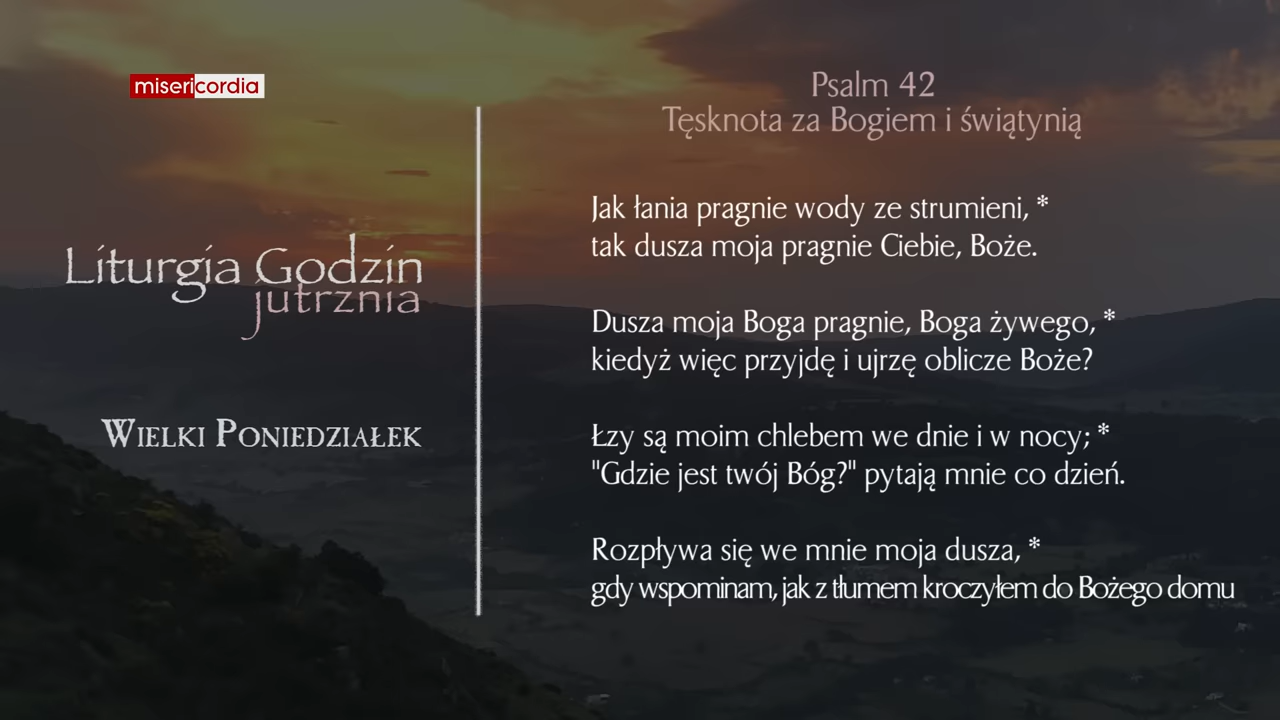 misericordia
Liturgia Godzin
jutrznia
Wielki Poniedziałek
Psalm 42
Tęsknota za Bogiem i świątynią
Jak łania pragnie wody ze strumieni, *
tak dusza moja pragnie Ciebie, Boże.
Dusza moja Boga pragnie, Boga żywego, *
kiedyż więc przyjdę i ujrzę oblicze Boże?
Łzy są moim chlebem we dnie i w nocy; *
"Gdzie jest twój Bóg?" pytają mnie co dzień.
Rozpływa się we mnie moja dusza, *
gdy wspominam, jak z tłumem kroczyłem do Bożego domu